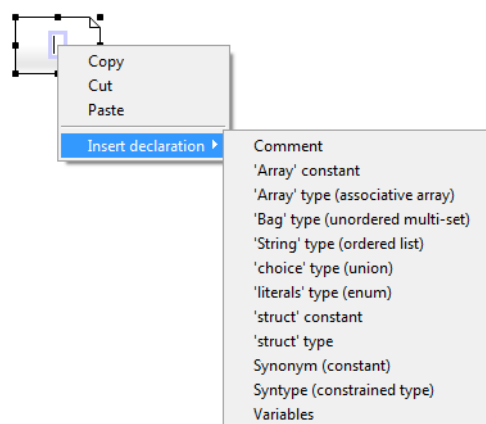 Copy
Cut
Paste
Insert declaration
Comment
'Array' constant
'Array' type (associative array)
'Bag' type (unordered multi-set)
'String' type (ordered list)
'choice' type (union)
'literals' type (enum)
'struct' constant
'struct' type
Synonym (constant)
Syntype (constrained type)
Variables